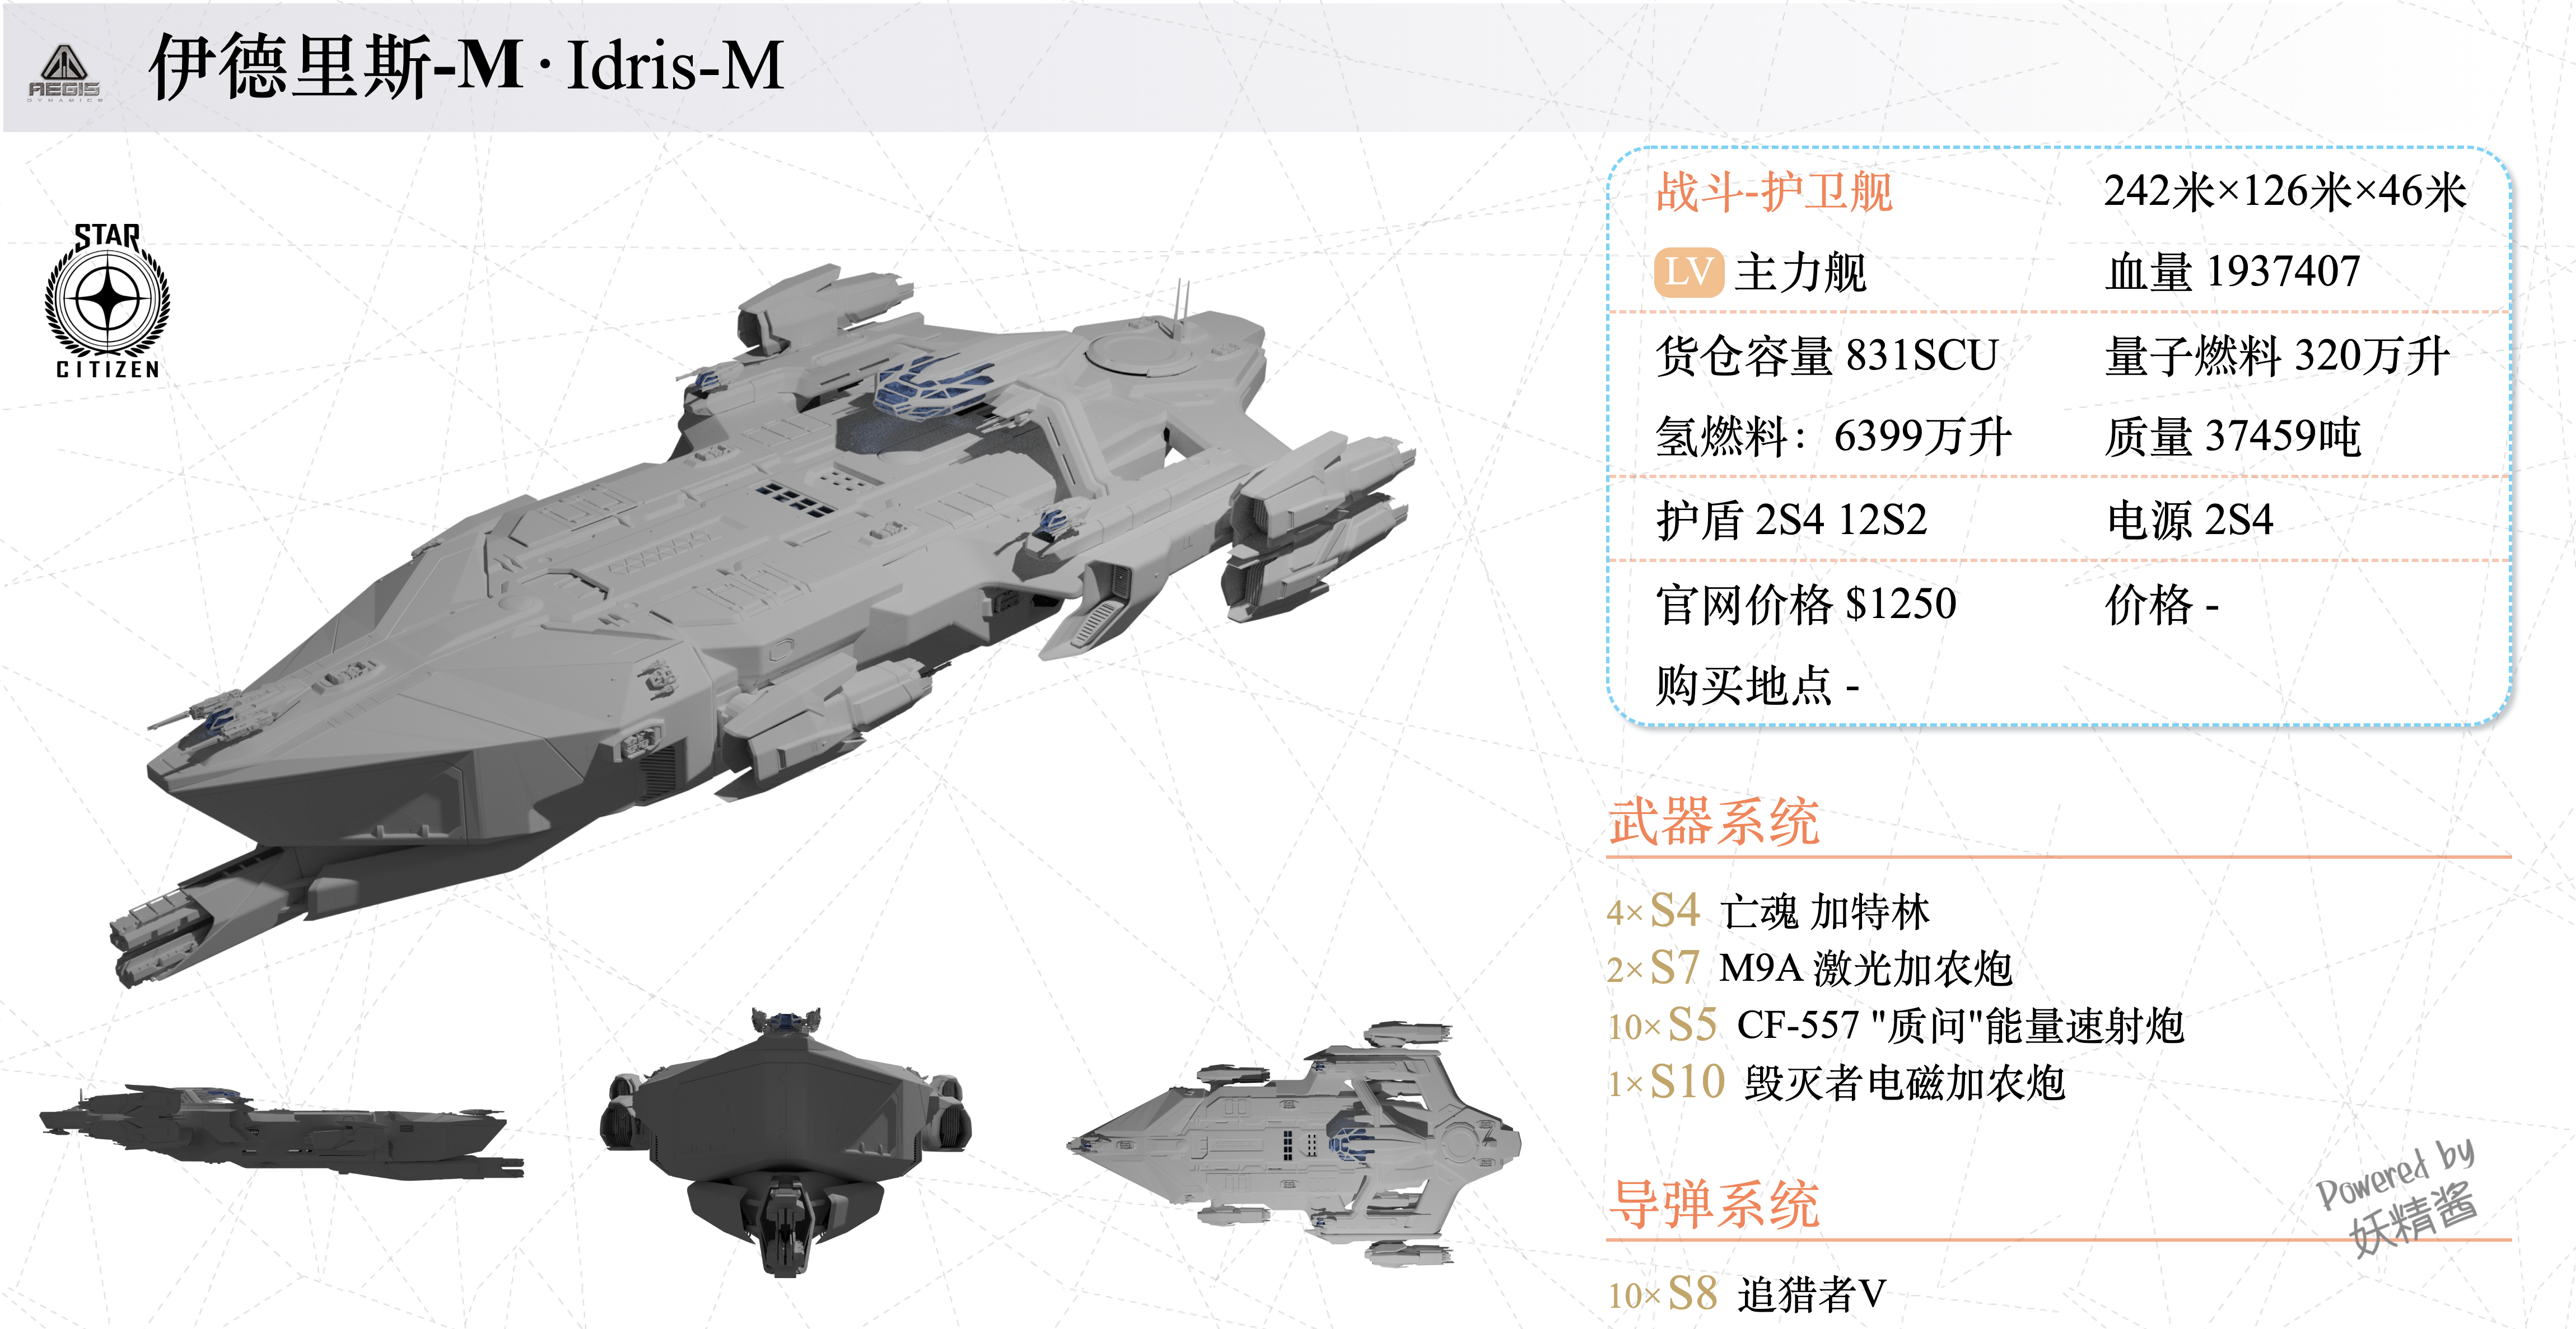 AEGIS
DYNAMICS
伊德里斯-M · Idris-M
STAR
CITIZEN
战斗-护卫舰 242米×126米×46米
LV 主力舰 血量 1937407
货仓容量 831SCU 量子燃料 320万升
氢燃料：6399万升 质量 37459吨
护盾 2S4 12S2 电源 2S4
官网价格 $1250 价格 -
购买地点 -
武器系统
4× S4 亡魂 加特林
2× S7 M9A 激光加农炮
10× S5 CF-557 "质问"能量速射炮
1× S10 毁灭者电磁加农炮
导弹系统
10× S8 追猎者V
Powered by
妖精酱